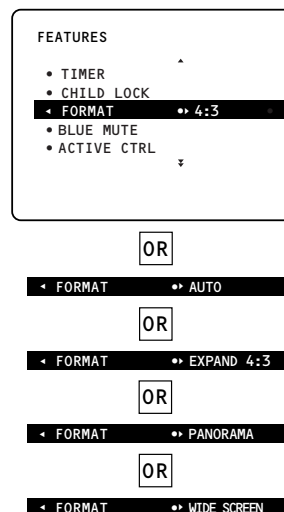 FEATURES
• TIMER
• CHILD LOCK
◂ FORMAT •▸ 4:3 •
• BLUE MUTE
• ACTIVE CTRL
OR
◂ FORMAT •▸ AUTO
OR
◂ FORMAT •▸ EXPAND 4:3
OR
◂ FORMAT •▸ PANORAMA
OR
◂ FORMAT •▸ WIDE SCREEN